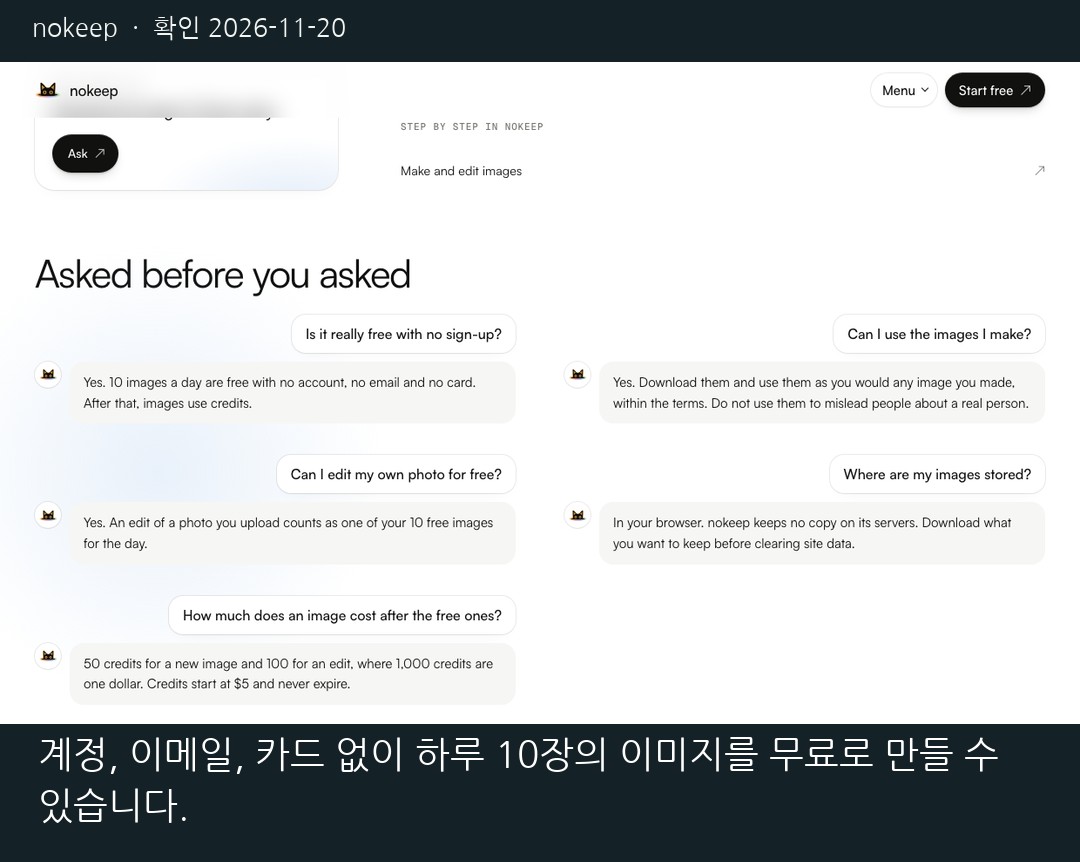 nokeep · 확인 2026-11-20
nokeep
Menu
Start free
Ask
STEP BY STEP IN NOKEEP
Make and edit images
Asked before you asked
Is it really free with no sign-up?
Yes. 10 images a day are free with no account, no email and no card.
After that, images use credits.
Can I edit my own photo for free?
Yes. An edit of a photo you upload counts as one of your 10 free images
for the day.
How much does an image cost after the free ones?
50 credits for a new image and 100 for an edit, where 1,000 credits are
one dollar. Credits start at $5 and never expire.
Can I use the images I make?
Yes. Download them and use them as you would any image you made,
within the terms. Do not use them to mislead people about a real person.
Where are my images stored?
In your browser. nokeep keeps no copy on its servers. Download what
you want to keep before clearing site data.
계정, 이메일, 카드 없이 하루 10장의 이미지를 무료로 만들 수
있습니다.